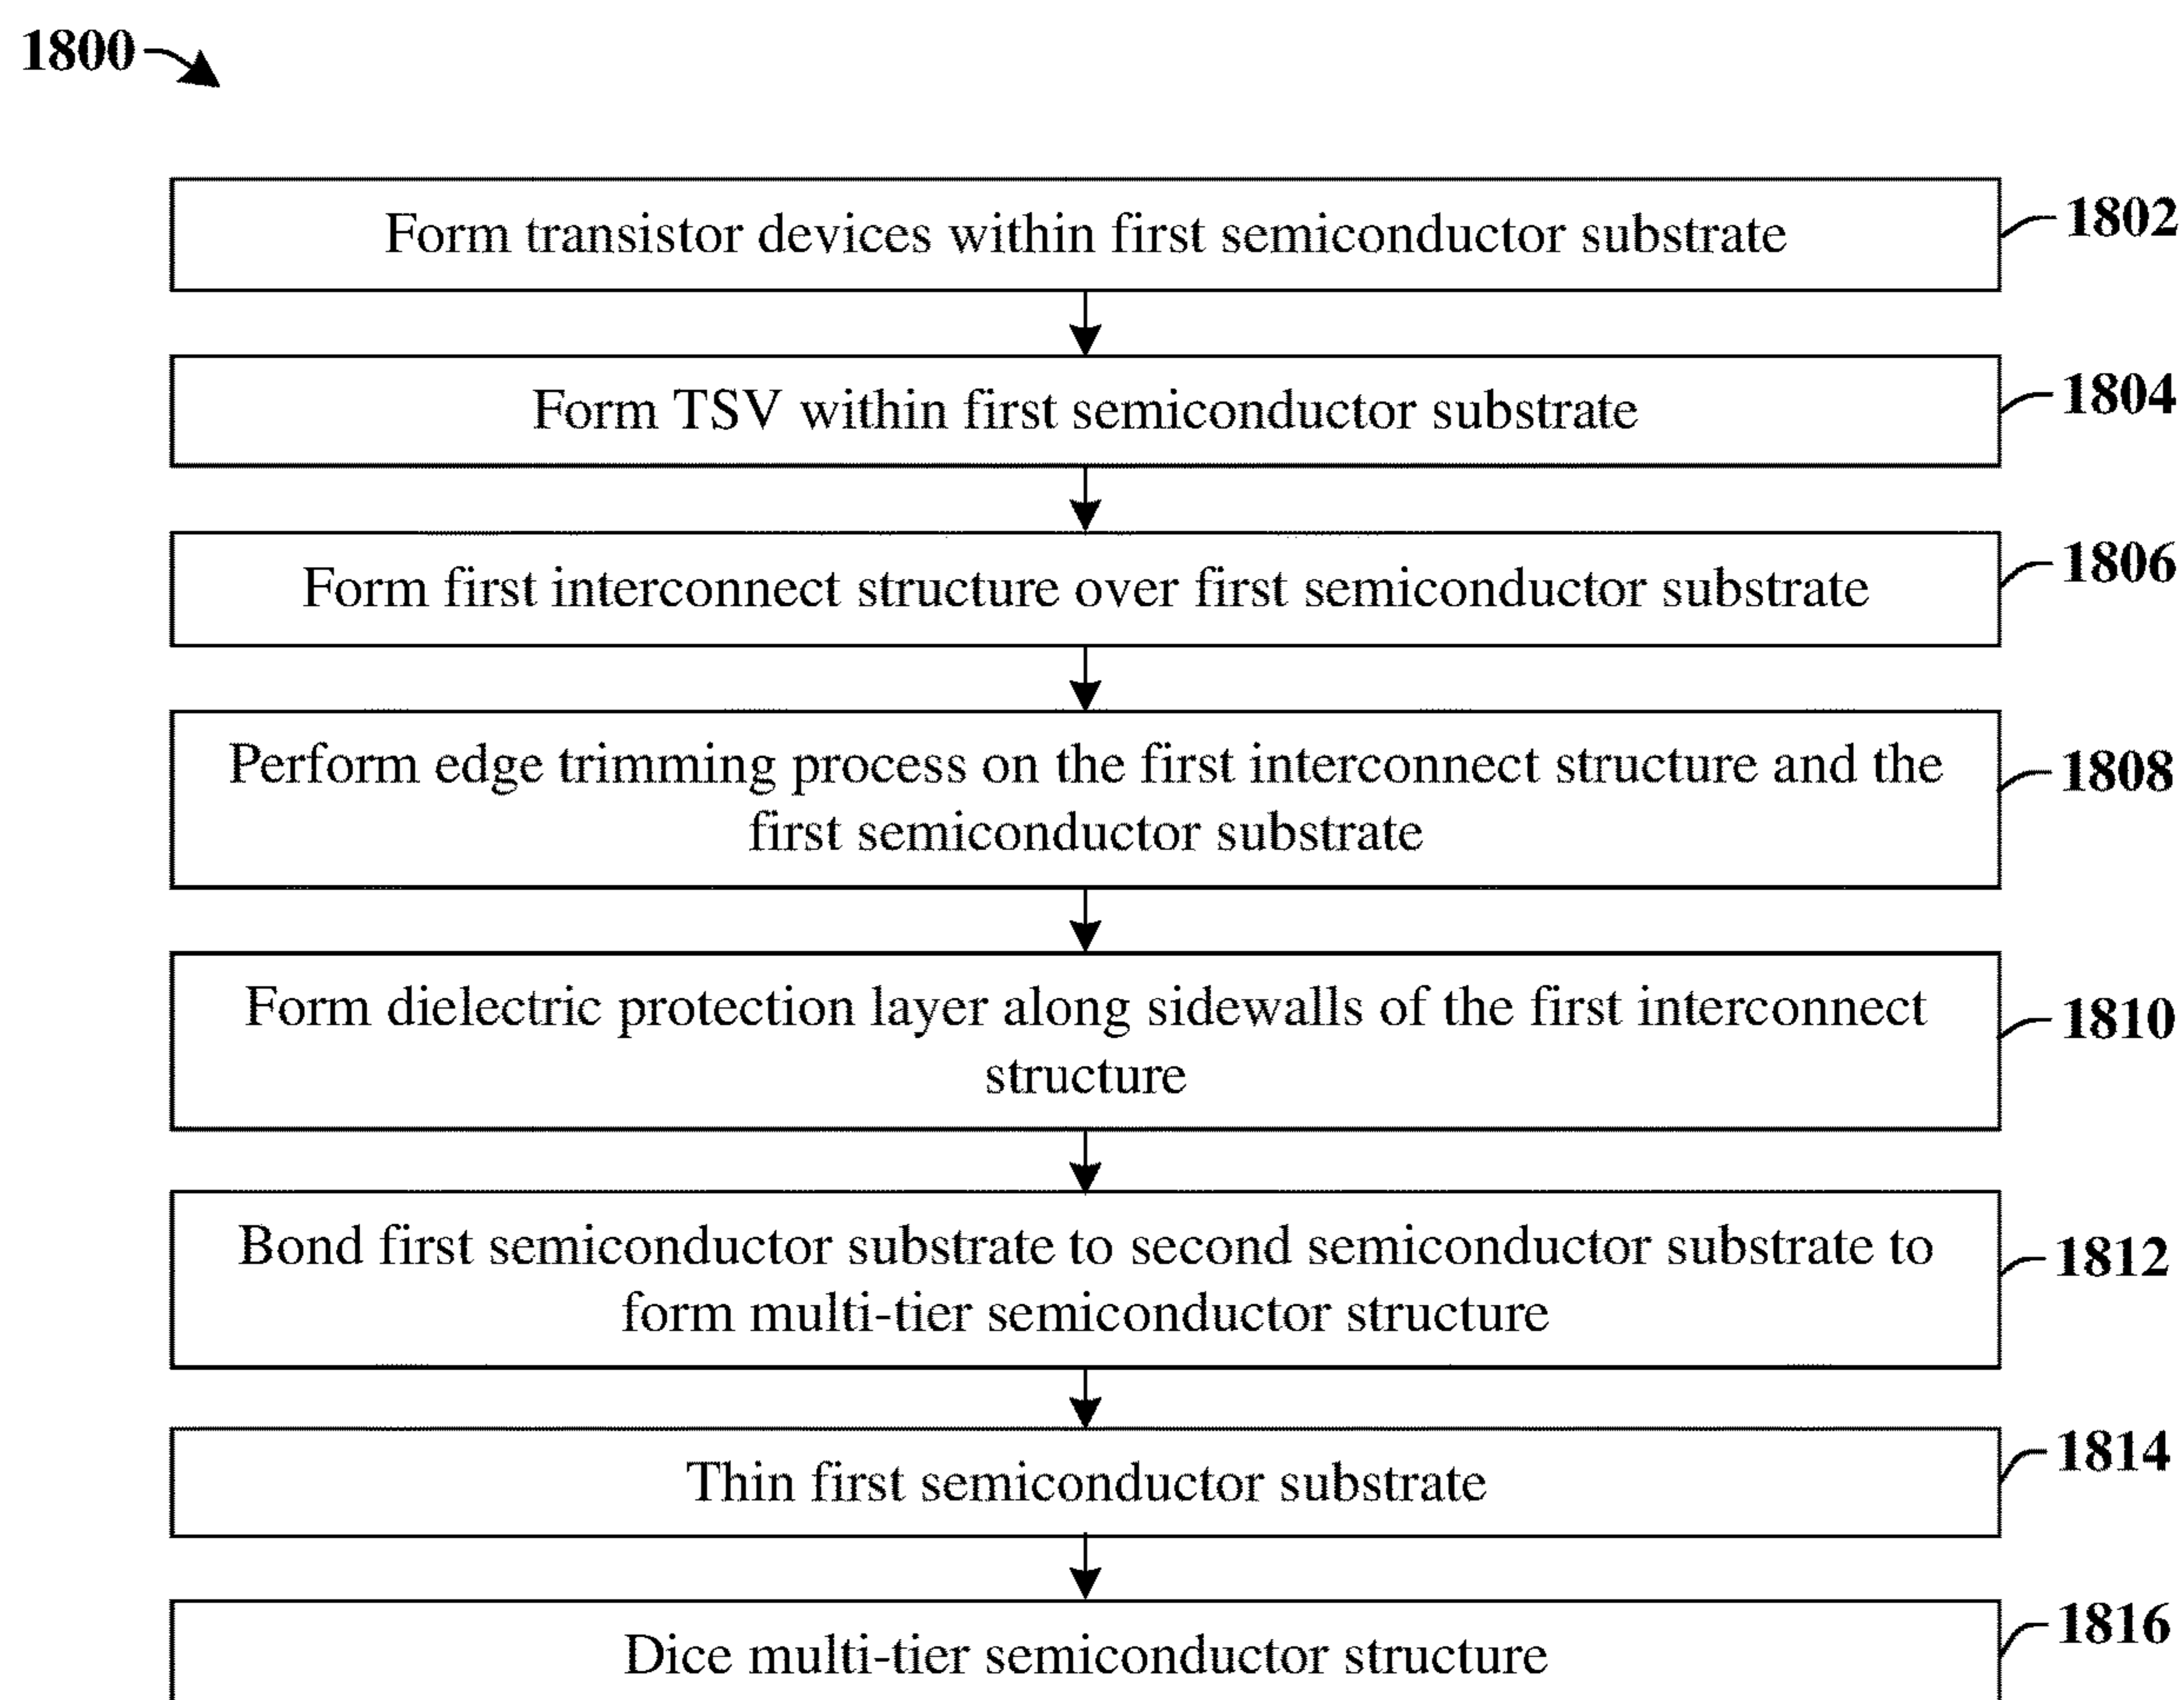 1800
Form transistor devices within first semiconductor substrate
1802
Form TSV within first semiconductor substrate
1804
Form first interconnect structure over first semiconductor substrate
1806
Perform edge trimming process on the first interconnect structure and the
first semiconductor substrate
1808
Form dielectric protection layer along sidewalls of the first interconnect
structure
1810
Bond first semiconductor substrate to second semiconductor substrate to
form multi-tier semiconductor structure
1812
Thin first semiconductor substrate
1814
Dice multi-tier semiconductor structure
1816